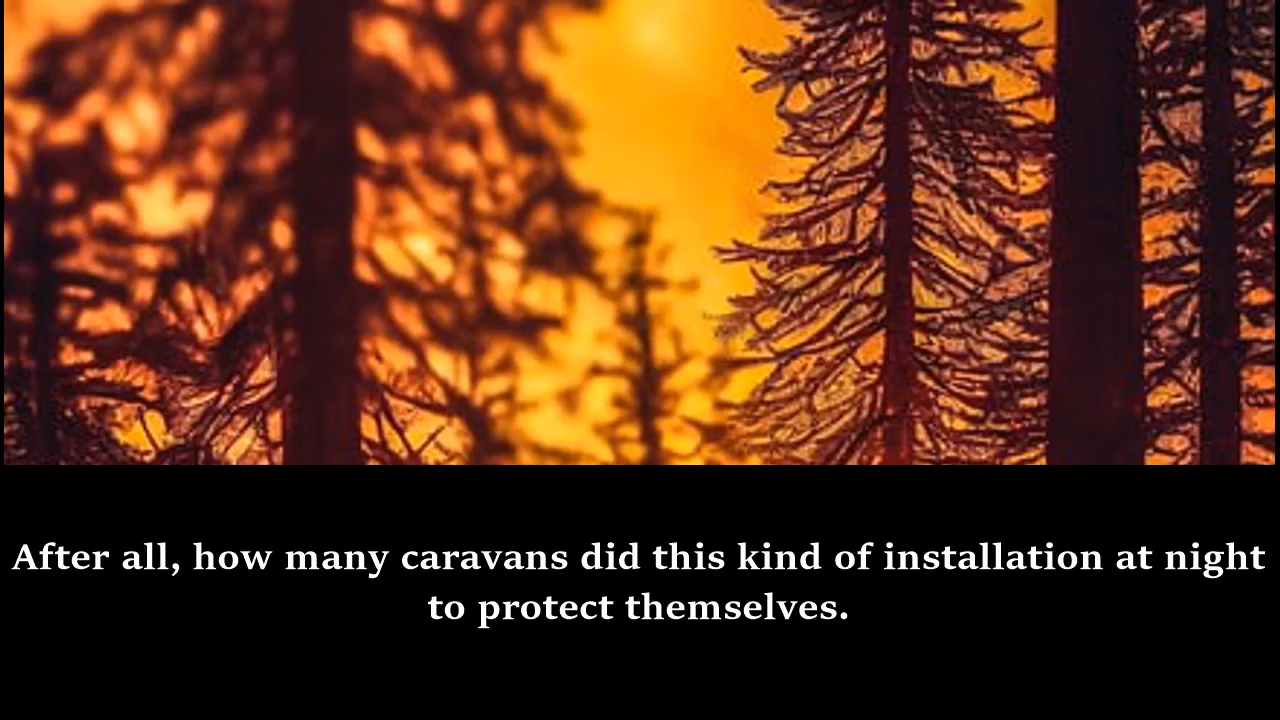 After all, how many caravans did this kind of installation at night
to protect themselves.